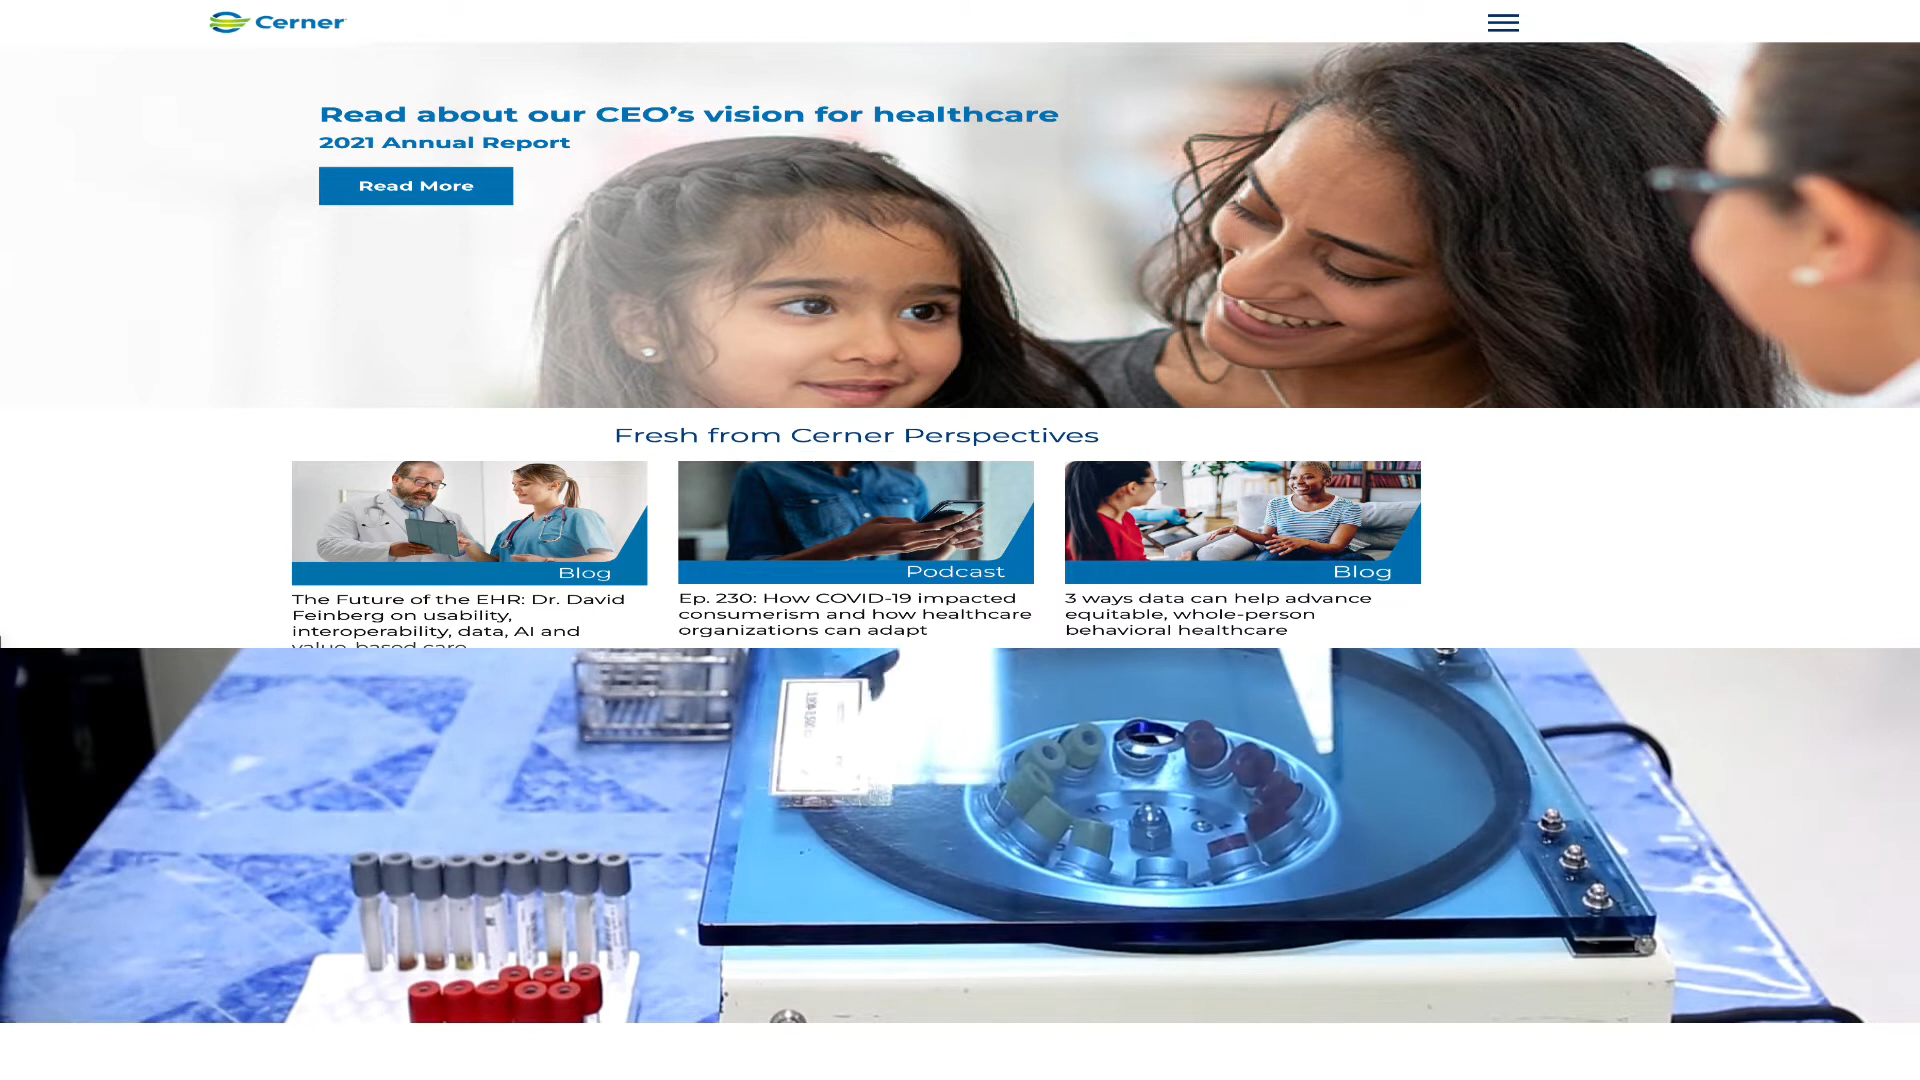 Cerner
Read about our CEO’s vision for healthcare
2021 Annual Report
Read More
Fresh from Cerner Perspectives
Blog
The Future of the EHR: Dr. David
Feinberg on usability,
interoperability, data, AI and
value-based care
Podcast
Ep. 230: How COVID-19 impacted
consumerism and how healthcare
organizations can adapt
Blog
3 ways data can help advance
equitable, whole-person
behavioral healthcare